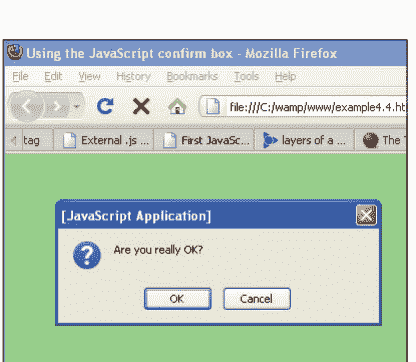 Using the JavaScript confirm box - Mozilla Firefox
File Edit View History Bookmarks Tools Help
file:///C:/wamp/www/example4.4.ht
tag External .js ... First JavaSc... layers of a ... The
[JavaScript Application]
Are you really OK?
OK Cancel